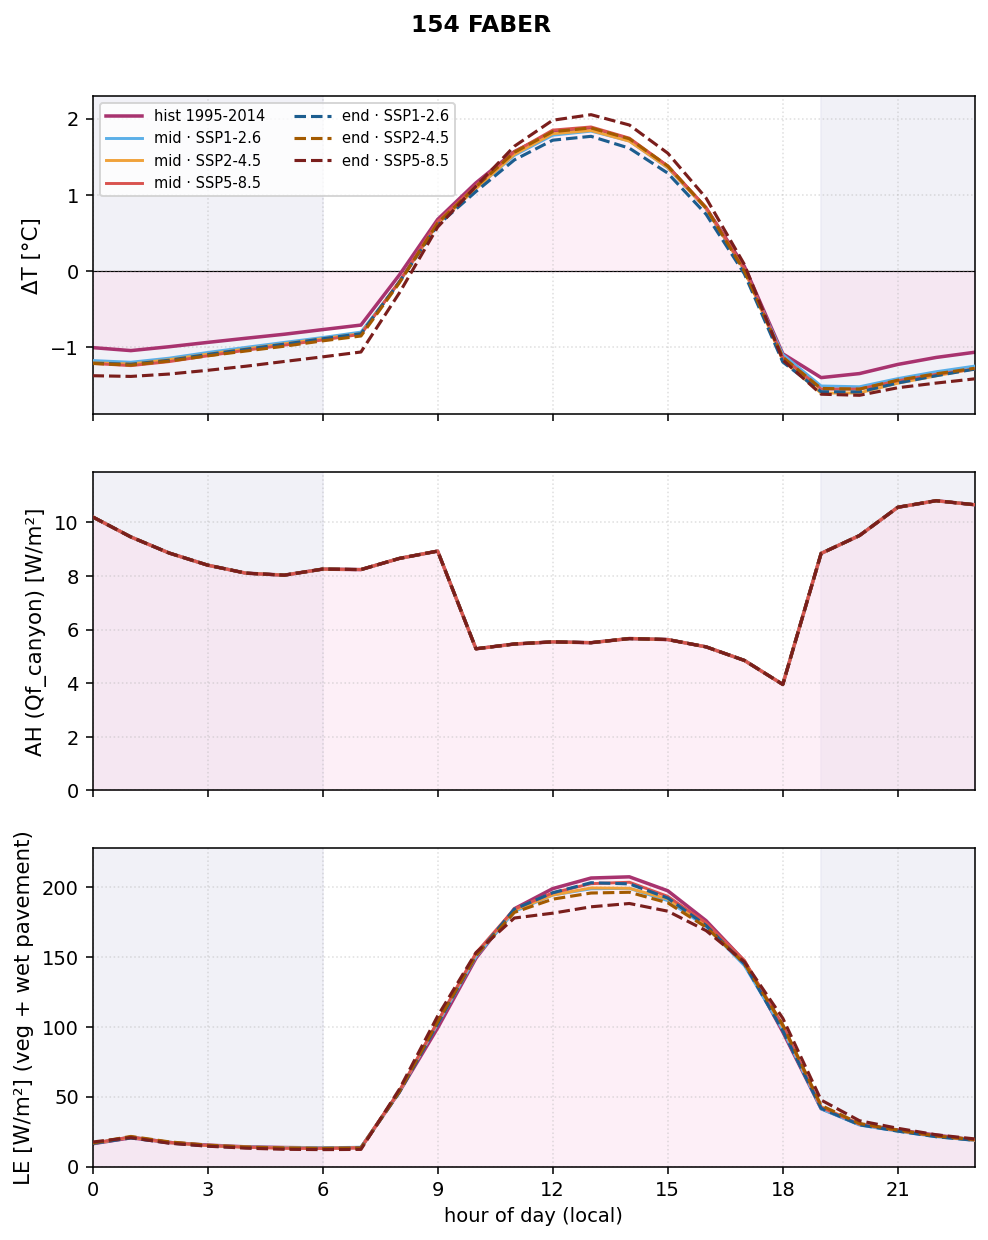 154 FABER
ΔT [°C]
2
1
0
−1
hist 1995-2014
mid · SSP1-2.6
mid · SSP2-4.5
mid · SSP5-8.5
end · SSP1-2.6
end · SSP2-4.5
end · SSP5-8.5
AH (Qf_canyon) [W/m²]
10
8
6
4
2
0
LE [W/m²] (veg + wet pavement)
200
150
100
50
0
0 3 6 9 12 15 18 21
hour of day (local)